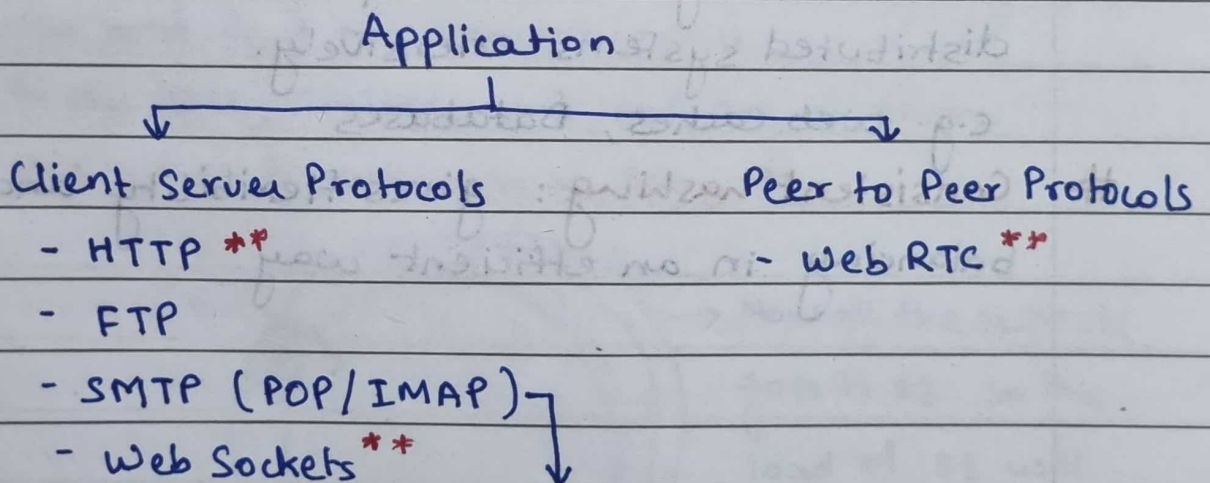 Application
Client Server Protocols
- HTTP **
- FTP
- SMTP (POP/IMAP)
- Web Sockets **
Peer to Peer Protocols
- Web RTC **